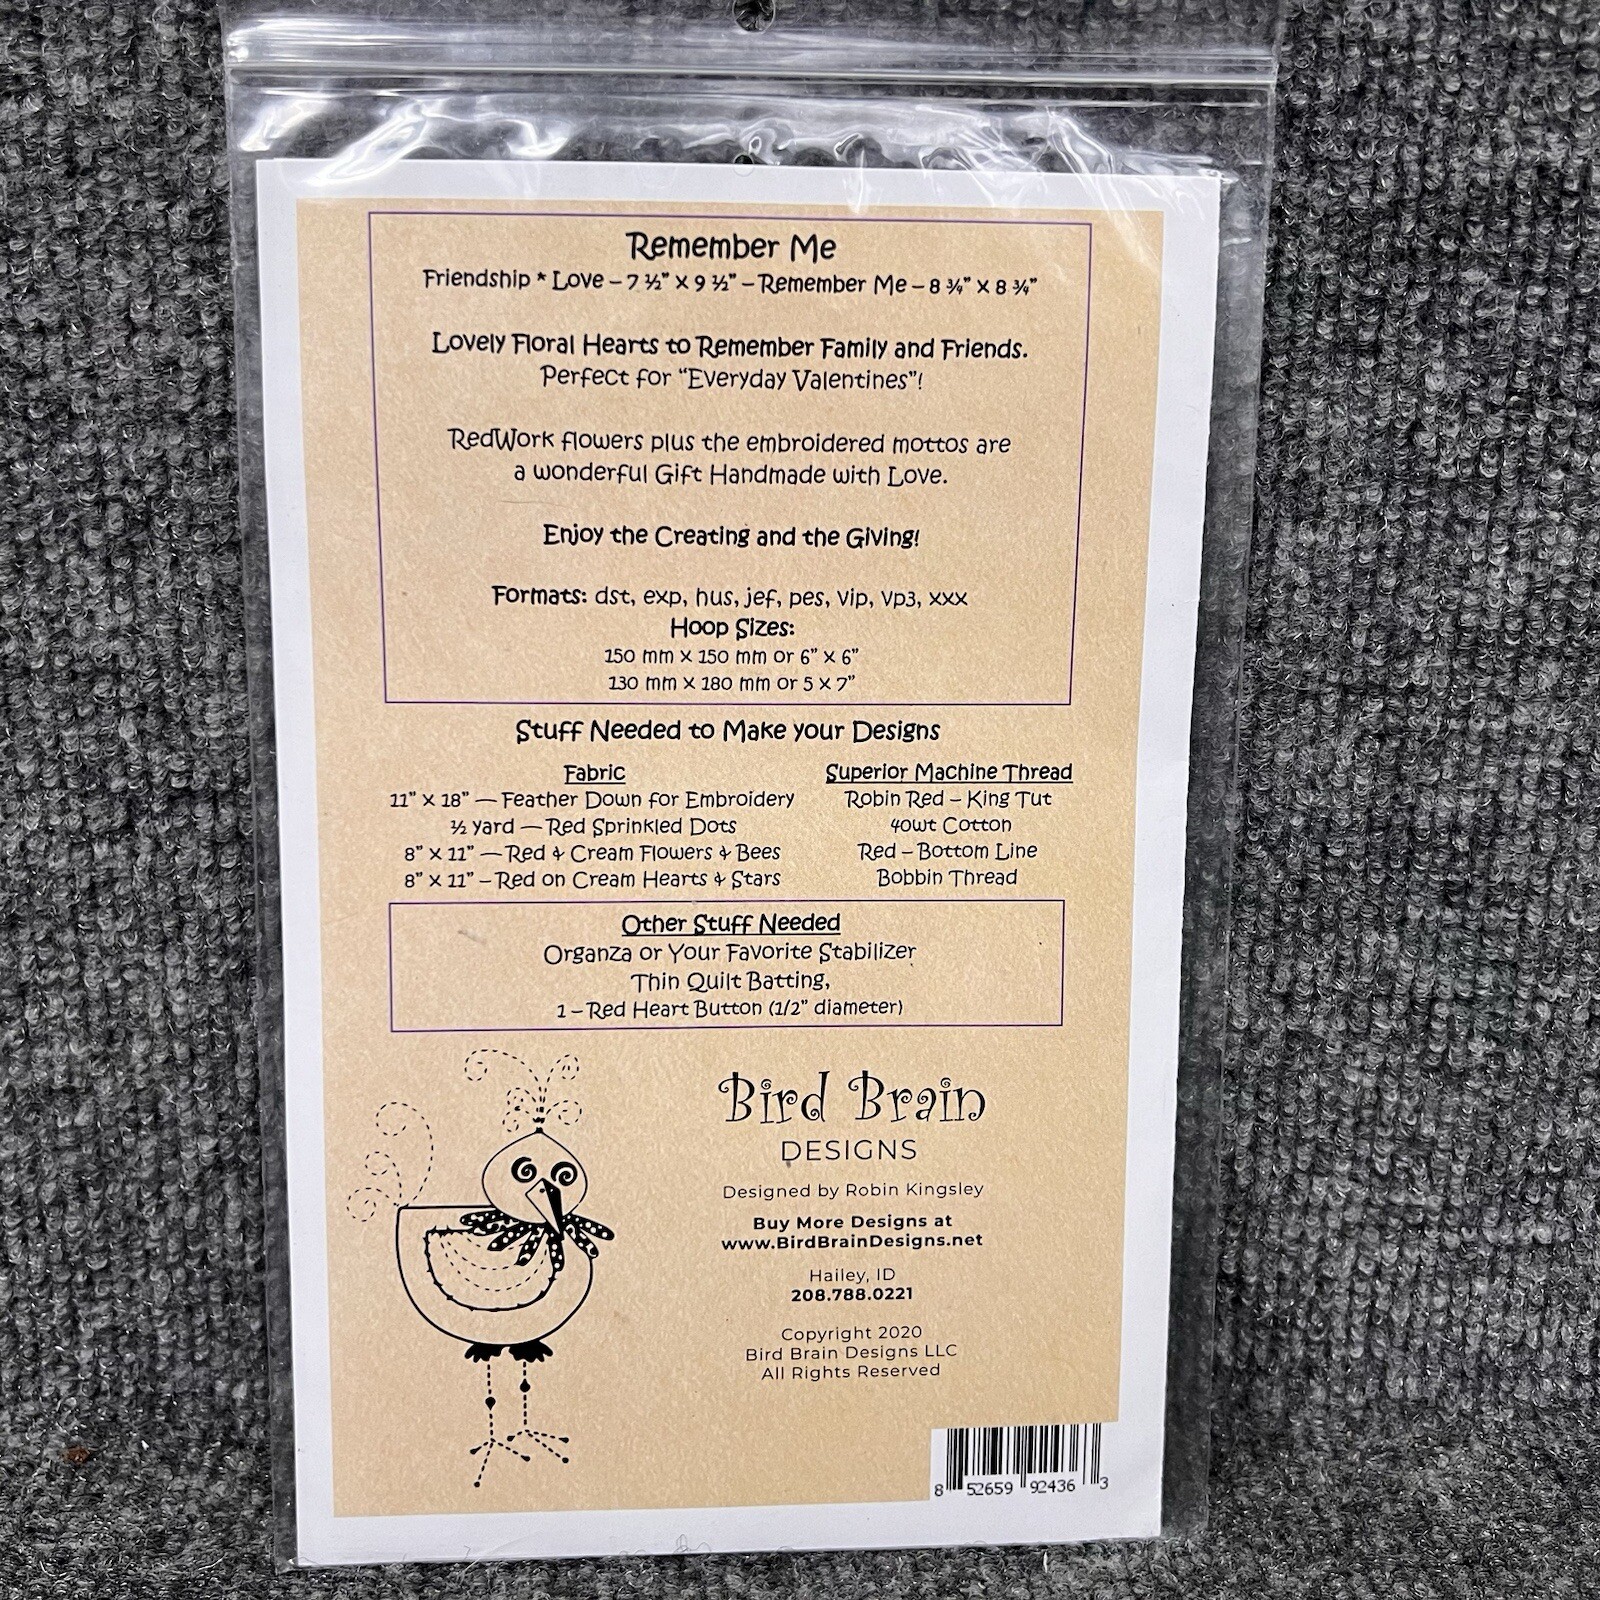 Remember Me
Friendship * Love – 7 ½" X 9 ½" – Remember Me – 8 ¾" X 8 ¾"
Lovely Floral Hearts to Remember Family and Friends.
Perfect for "Everyday Valentines"!
RedWork flowers plus the embroidered mottos are
a wonderful Gift Handmade with Love.
Enjoy the Creating and the Giving!
Formats: dst, exp, hus, jef, pes, vip, vp3, xxx
Hoop Sizes:
150 mm x 150 mm or 6" x 6"
130 mm x 180 mm or 5 x 7"
Stuff Needed to Make your Designs
Fabric
11" X 18" — Feather Down for Embroidery
½ yard — Red Sprinkled Dots
8" X 11" — Red & Cream Flowers & Bees
8" X 11" – Red on Cream Hearts & Stars
Superior Machine Thread
Robin Red – King Tut
40wt Cotton
Red – Bottom Line
Bobbin Thread
Other Stuff Needed
Organza or Your Favorite Stabilizer
Thin Quilt Batting,
1 – Red Heart Button (1/2" diameter)
Bird Brain
DESIGNS
Designed by Robin Kingsley
Buy More Designs at
www.BirdBrainDesigns.net
Hailey, ID
208.788.0221
Copyright 2020
Bird Brain Designs LLC
All Rights Reserved
8 52659 92436 3